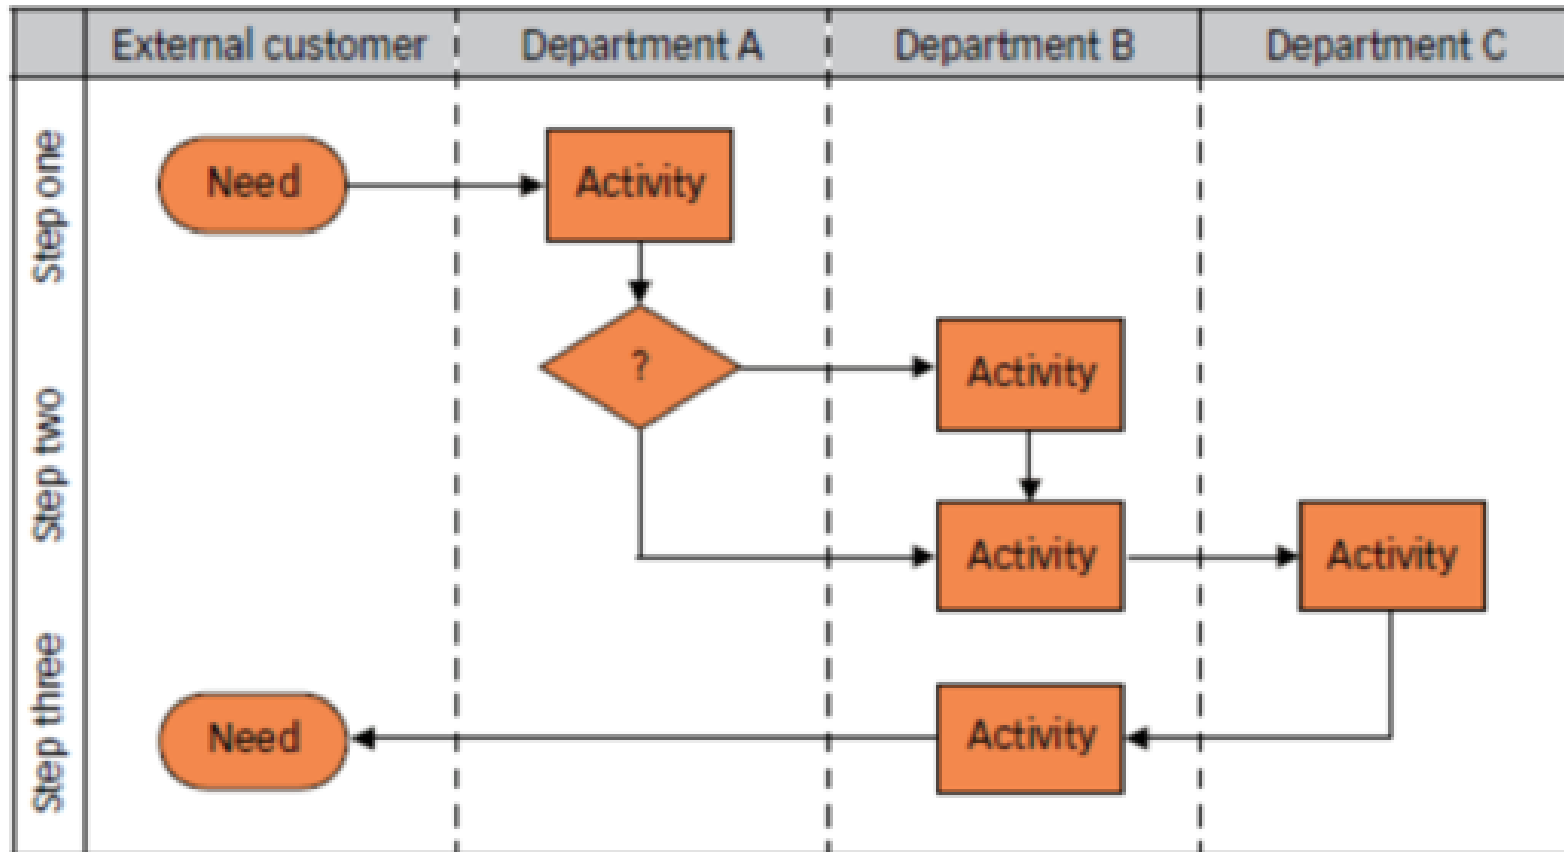 External customer
Department A
Department B
Department C
Step one
Need
Activity
?
Activity
Step two
Activity
Activity
Step three
Need
Activity